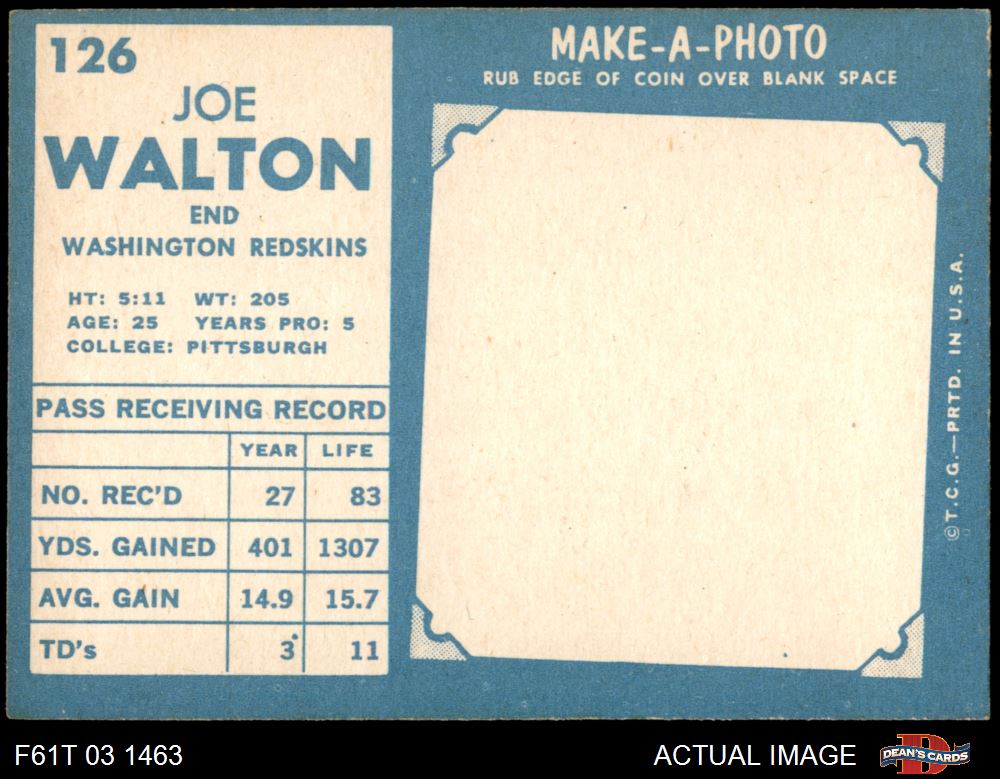 126
JOE
WALTON
END
WASHINGTON REDSKINS
HT: 5:11 WT: 205
AGE: 25 YEARS PRO: 5
COLLEGE: PITTSBURGH
PASS RECEIVING RECORD
YEAR LIFE
NO. REC'D 27 83
YDS. GAINED 401 1307
AVG. GAIN 14.9 15.7
TD's 3 11
MAKE-A-PHOTO
RUB EDGE OF COIN OVER BLANK SPACE
©T.C.G.—PRTD. IN U.S.A.
F61T 03 1463
ACTUAL IMAGE
DEAN'S CARDS